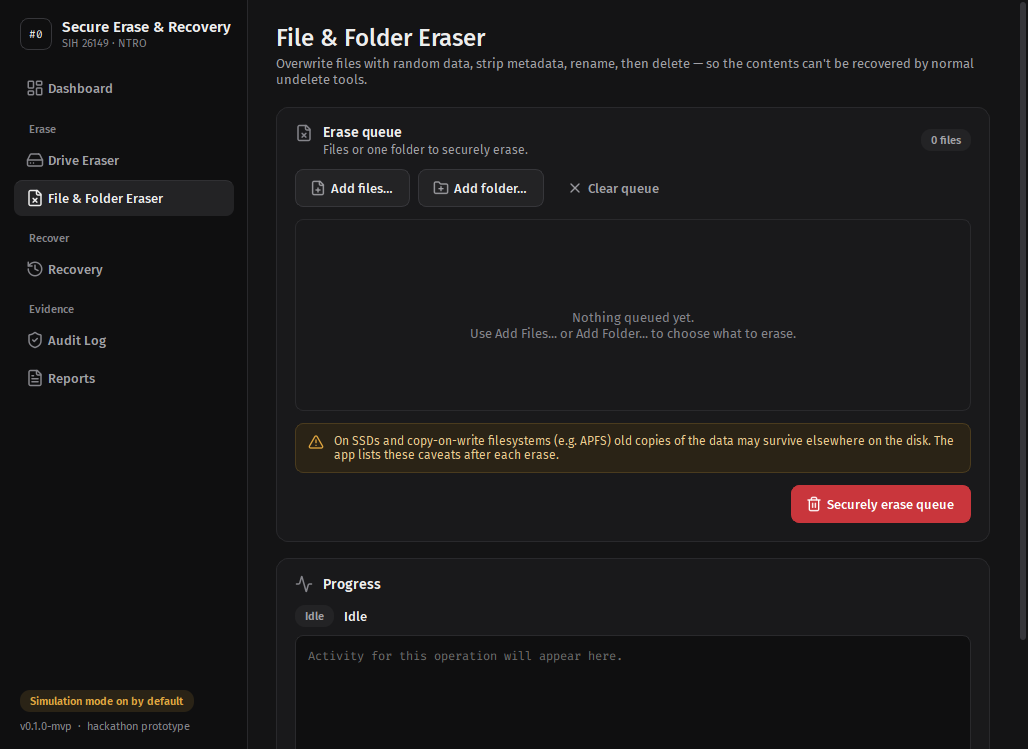 #0
Secure Erase & Recovery
SIH 26149 · NTRO
Dashboard
Erase
Drive Eraser
File & Folder Eraser
Recover
Recovery
Evidence
Audit Log
Reports
Simulation mode on by default
v0.1.0-mvp · hackathon prototype
File & Folder Eraser
Overwrite files with random data, strip metadata, rename, then delete — so the contents can't be recovered by normal
undelete tools.
Erase queue
Files or one folder to securely erase.
0 files
Add files...
Add folder...
Clear queue
Nothing queued yet.
Use Add Files... or Add Folder... to choose what to erase.
On SSDs and copy-on-write filesystems (e.g. APFS) old copies of the data may survive elsewhere on the disk. The
app lists these caveats after each erase.
Securely erase queue
Progress
Idle Idle
Activity for this operation will appear here.